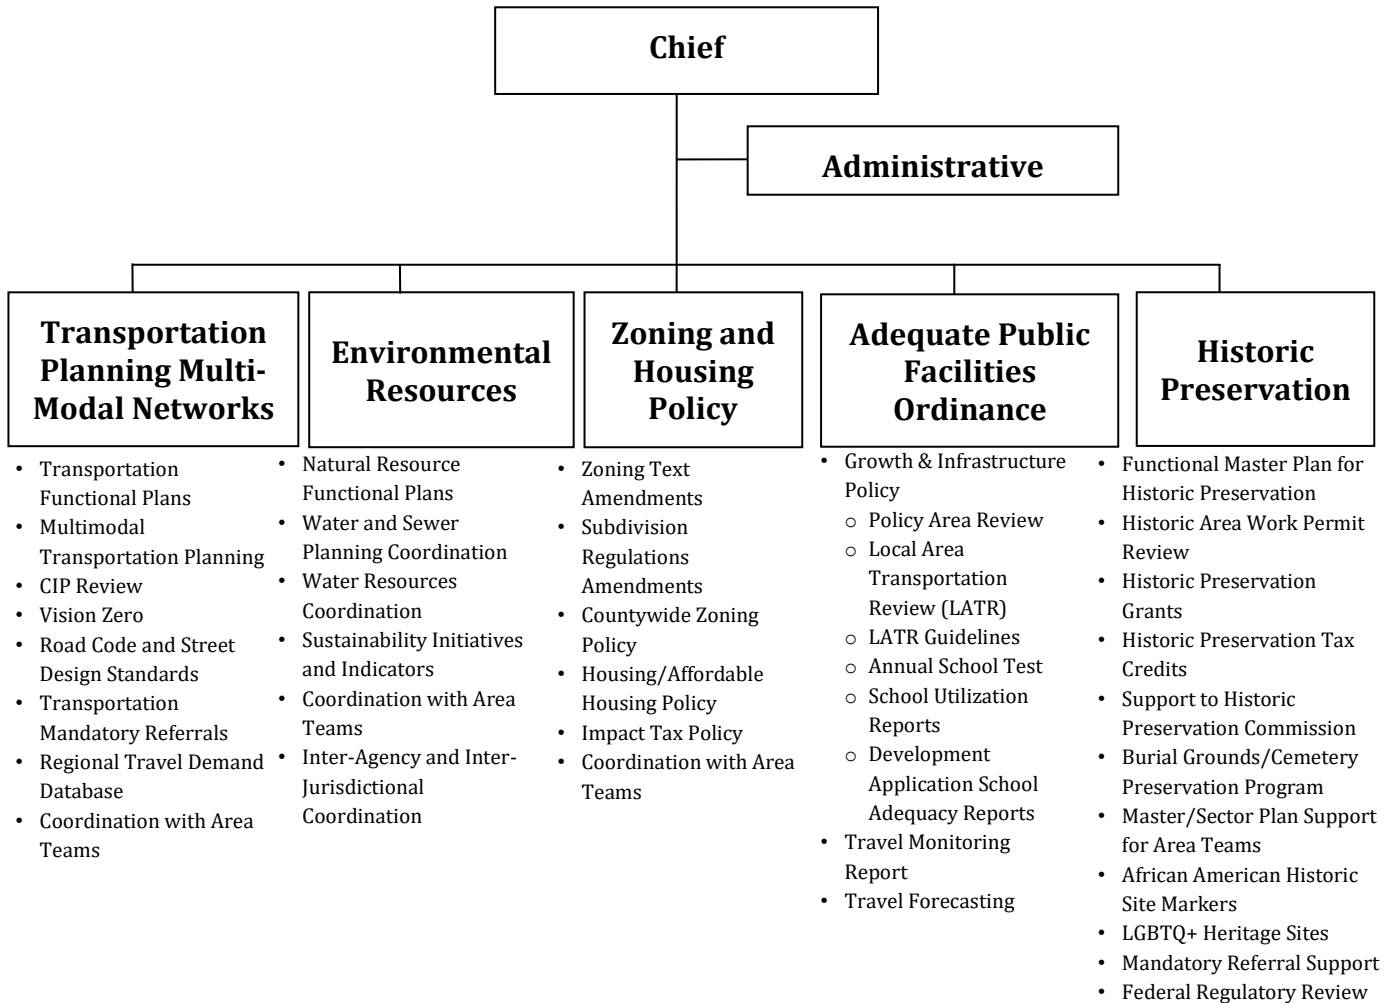 Chief
Administrative
Transportation
Planning Multi-
Modal Networks
• Transportation
Functional Plans
• Multimodal
Transportation Planning
• CIP Review
• Vision Zero
• Road Code and Street
Design Standards
• Transportation
Mandatory Referrals
• Regional Travel Demand
Database
• Coordination with Area
Teams
Environmental
Resources
• Natural Resource
Functional Plans
• Water and Sewer
Planning Coordination
• Water Resources
Coordination
• Sustainability Initiatives
and Indicators
• Coordination with Area
Teams
• Inter-Agency and Inter-
Jurisdictional
Coordination
Zoning and
Housing
Policy
• Zoning Text
Amendments
• Subdivision
Regulations
Amendments
• Countywide Zoning
Policy
• Housing/Affordable
Housing Policy
• Impact Tax Policy
• Coordination with Area
Teams
Adequate Public
Facilities
Ordinance
• Growth & Infrastructure
Policy
o Policy Area Review
o Local Area
Transportation
Review (LATR)
o LATR Guidelines
o Annual School Test
o School Utilization
Reports
o Development
Application School
Adequacy Reports
• Travel Monitoring
Report
• Travel Forecasting
Historic
Preservation
• Functional Master Plan for
Historic Preservation
• Historic Area Work Permit
Review
• Historic Preservation
Grants
• Historic Preservation Tax
Credits
• Support to Historic
Preservation Commission
• Burial Grounds/Cemetery
Preservation Program
• Master/Sector Plan Support
for Area Teams
• African American Historic
Site Markers
• LGBTQ+ Heritage Sites
• Mandatory Referral Support
• Federal Regulatory Review